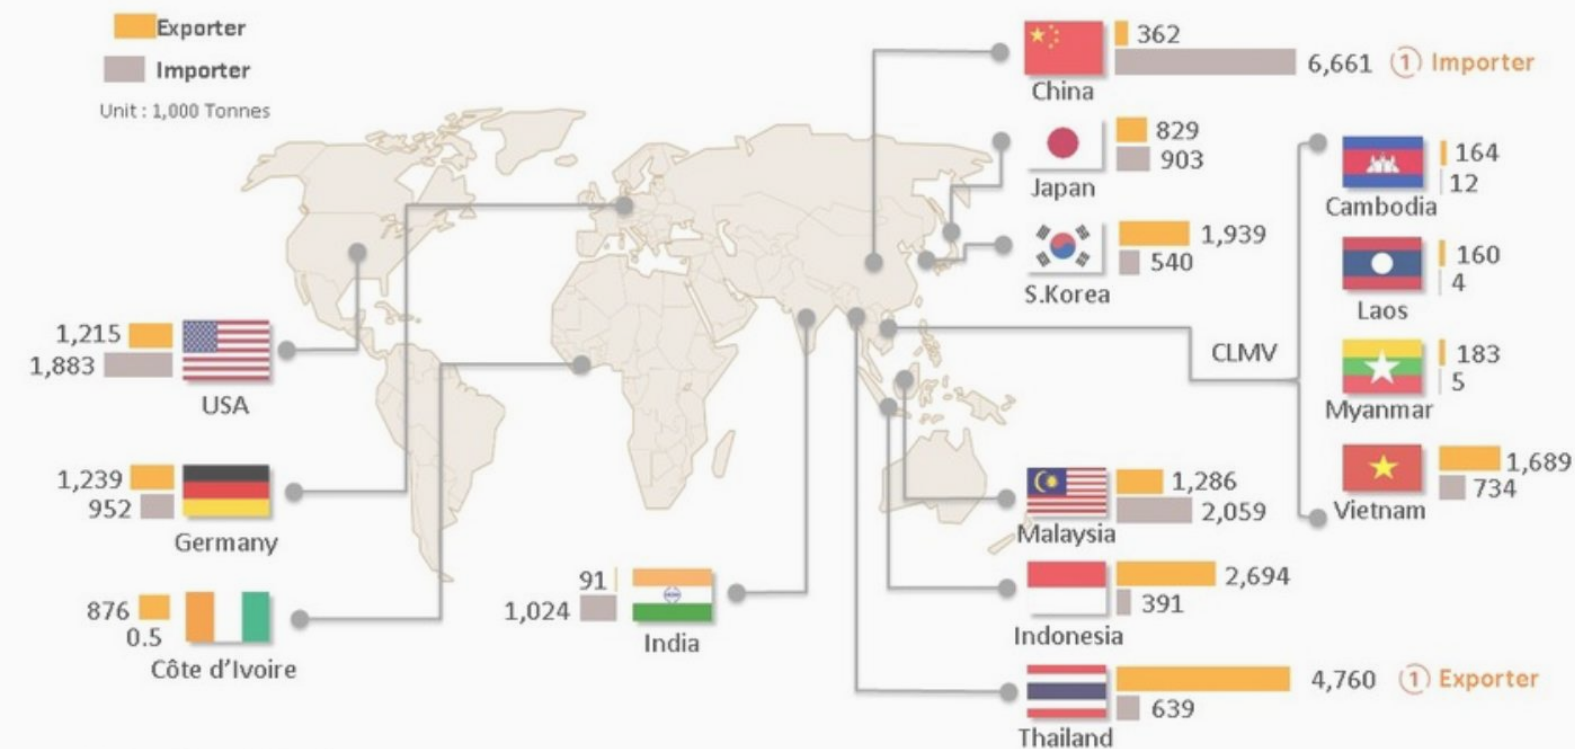 Exporter
Importer
Unit : 1,000 Tonnes
362
6,661
1 Importer
China
829
903
Japan
1,939
540
S.Korea
CLMV
164
12
Cambodia
160
4
Laos
183
5
Myanmar
1,689
734
Vietnam
1,215
1,883
USA
1,239
952
Germany
876
0.5
Côte d’Ivoire
91
1,024
India
1,286
2,059
Malaysia
2,694
391
Indonesia
4,760
1 Exporter
639
Thailand